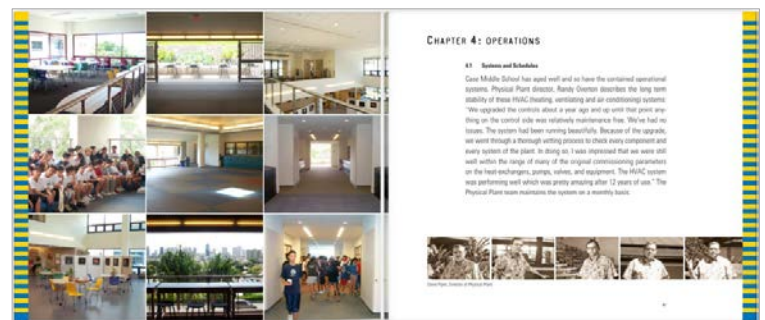 CHAPTER 4: OPERATIONS
4.1 Systems and Schedules
Case Middle School has aged well and so have the contained operational
systems. Physical Plant director, Randy Overton describes the long term
stability of these HVAC (heating, ventilating and air conditioning) systems:
"We upgraded the controls about a year ago and up until that point any-
thing on the control side was relatively maintenance free. We've had no
issues. The system had been running beautifully. Because of the upgrade,
we went through a thorough vetting process to check every component and
every system of the plant. In doing so, I was impressed that we were still
well within the range of many of the original commissioning parameters
on the heat-exchangers, pumps, valves, and equipment. The HVAC system
was performing well which was pretty amazing after 12 years of use." The
Physical Plant team maintains the system on a monthly basis.
Director of Physical Plant